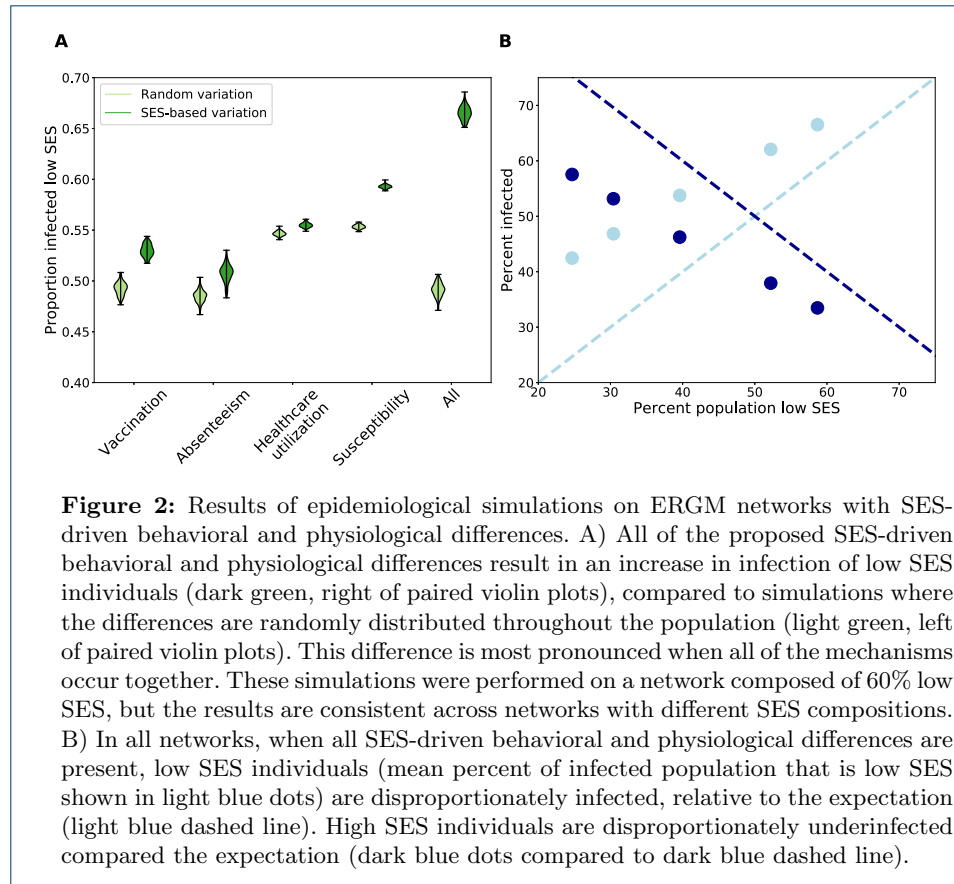 A
B
0.70
0.65
0.60
0.55
0.50
0.45
0.40
Proportion infected low SES
Random variation
SES-based variation
Vaccination
Absenteeism
Healthcare
utilization
Susceptibility
All
70
60
50
40
30
20
Percent infected
20
30
40
50
60
70
Percent population low SES
Figure 2: Results of epidemiological simulations on ERGM networks with SES-
driven behavioral and physiological differences. A) All of the proposed SES-driven
behavioral and physiological differences result in an increase in infection of low SES
individuals (dark green, right of paired violin plots), compared to simulations where
the differences are randomly distributed throughout the population (light green, left
of paired violin plots). This difference is most pronounced when all of the mechanisms
occur together. These simulations were performed on a network composed of 60% low
SES, but the results are consistent across networks with different SES compositions.
B) In all networks, when all SES-driven behavioral and physiological differences are
present, low SES individuals (mean percent of infected population that is low SES
shown in light blue dots) are disproportionately infected, relative to the expectation
(light blue dashed line). High SES individuals are disproportionately underinfected
compared the expectation (dark blue dots compared to dark blue dashed line).